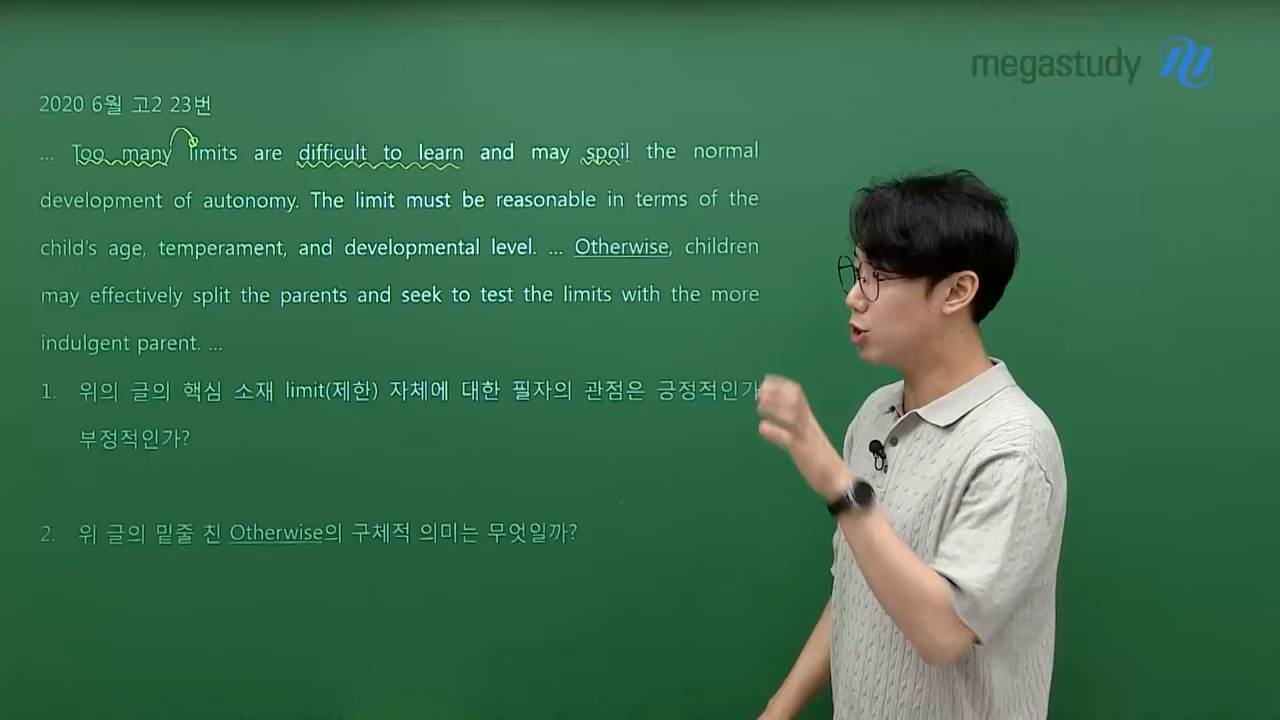 megastudy
2020 6월 고2 23번
... Too many limits are difficult to learn and may spoil the normal
development of autonomy. The limit must be reasonable in terms of the
child's age, temperament, and developmental level. ... Otherwise, children
may effectively split the parents and seek to test the limits with the more
indulgent parent. ...
1. 위의 글의 핵심 소재 limit(제한) 자체에 대한 필자의 관점은 긍정적인가
부정적인가?
2. 위 글의 밑줄 친 Otherwise의 구체적 의미는 무엇일까?